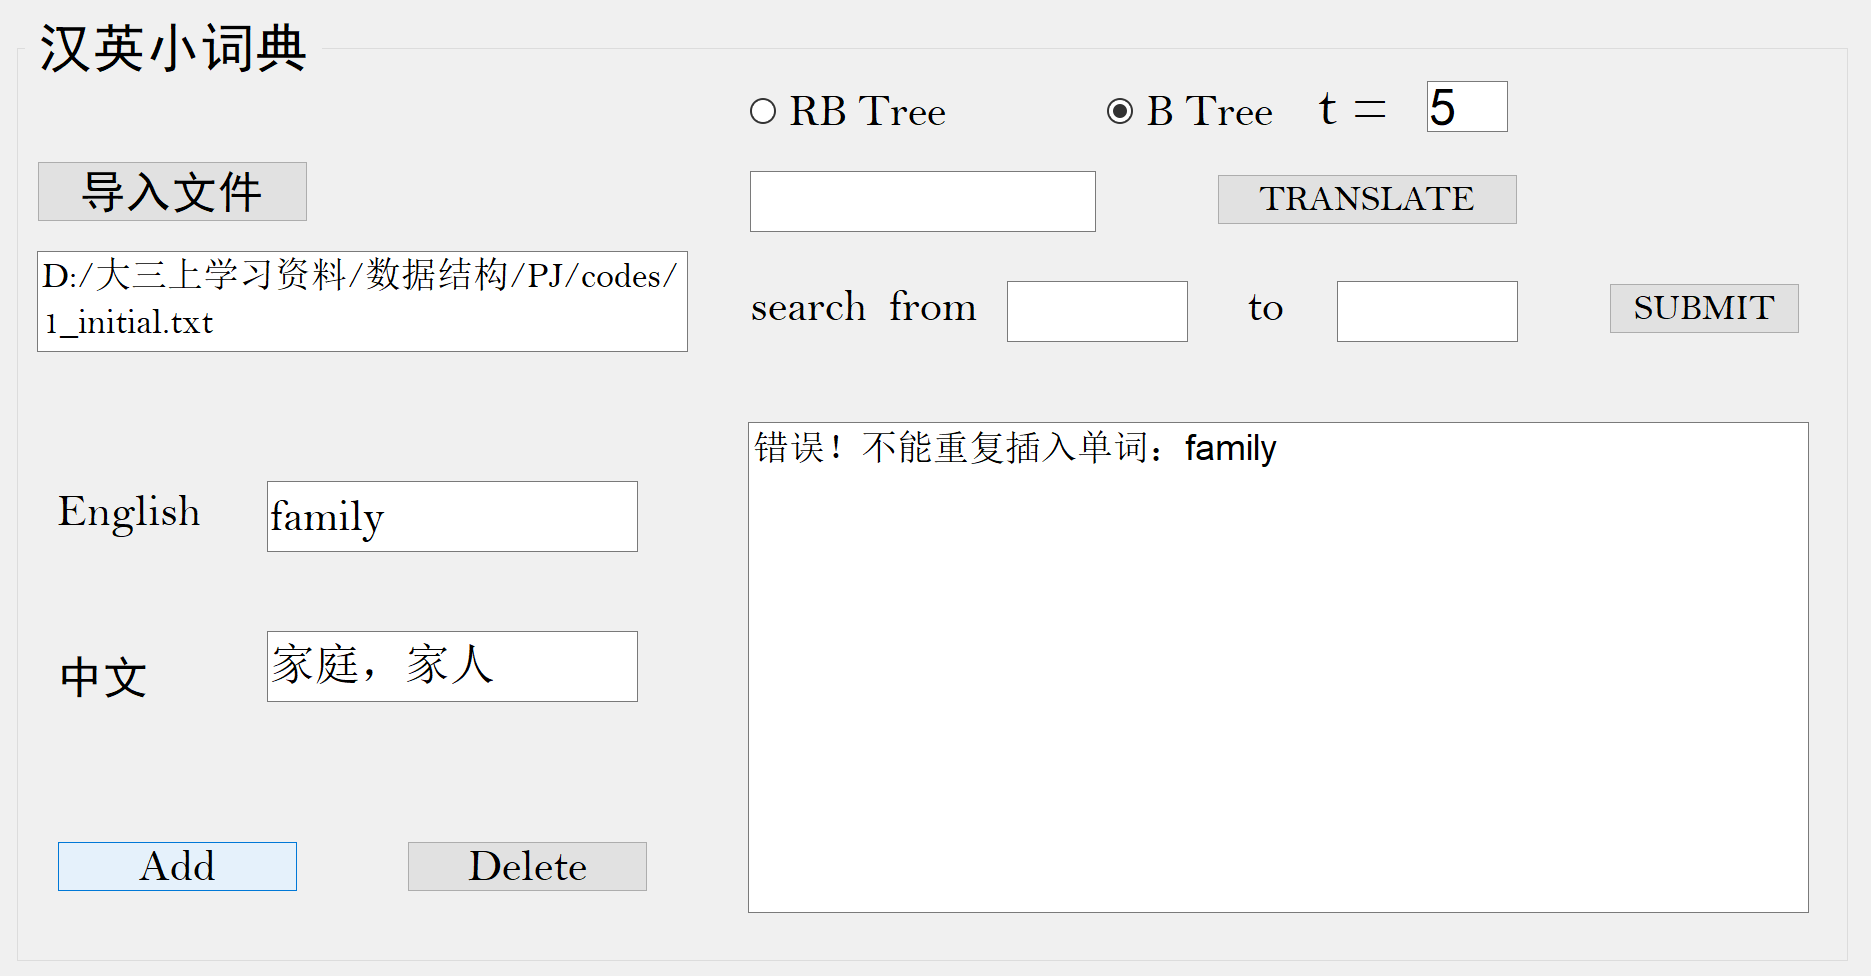 汉英小词典
RB Tree
B Tree
t =
5
导入文件
TRANSLATE
D:/大三上学习资料/数据结构/PJ/codes/
1_initial.txt
search from
to
SUBMIT
错误！不能重复插入单词：family
English
family
中文
家庭，家人
Add
Delete